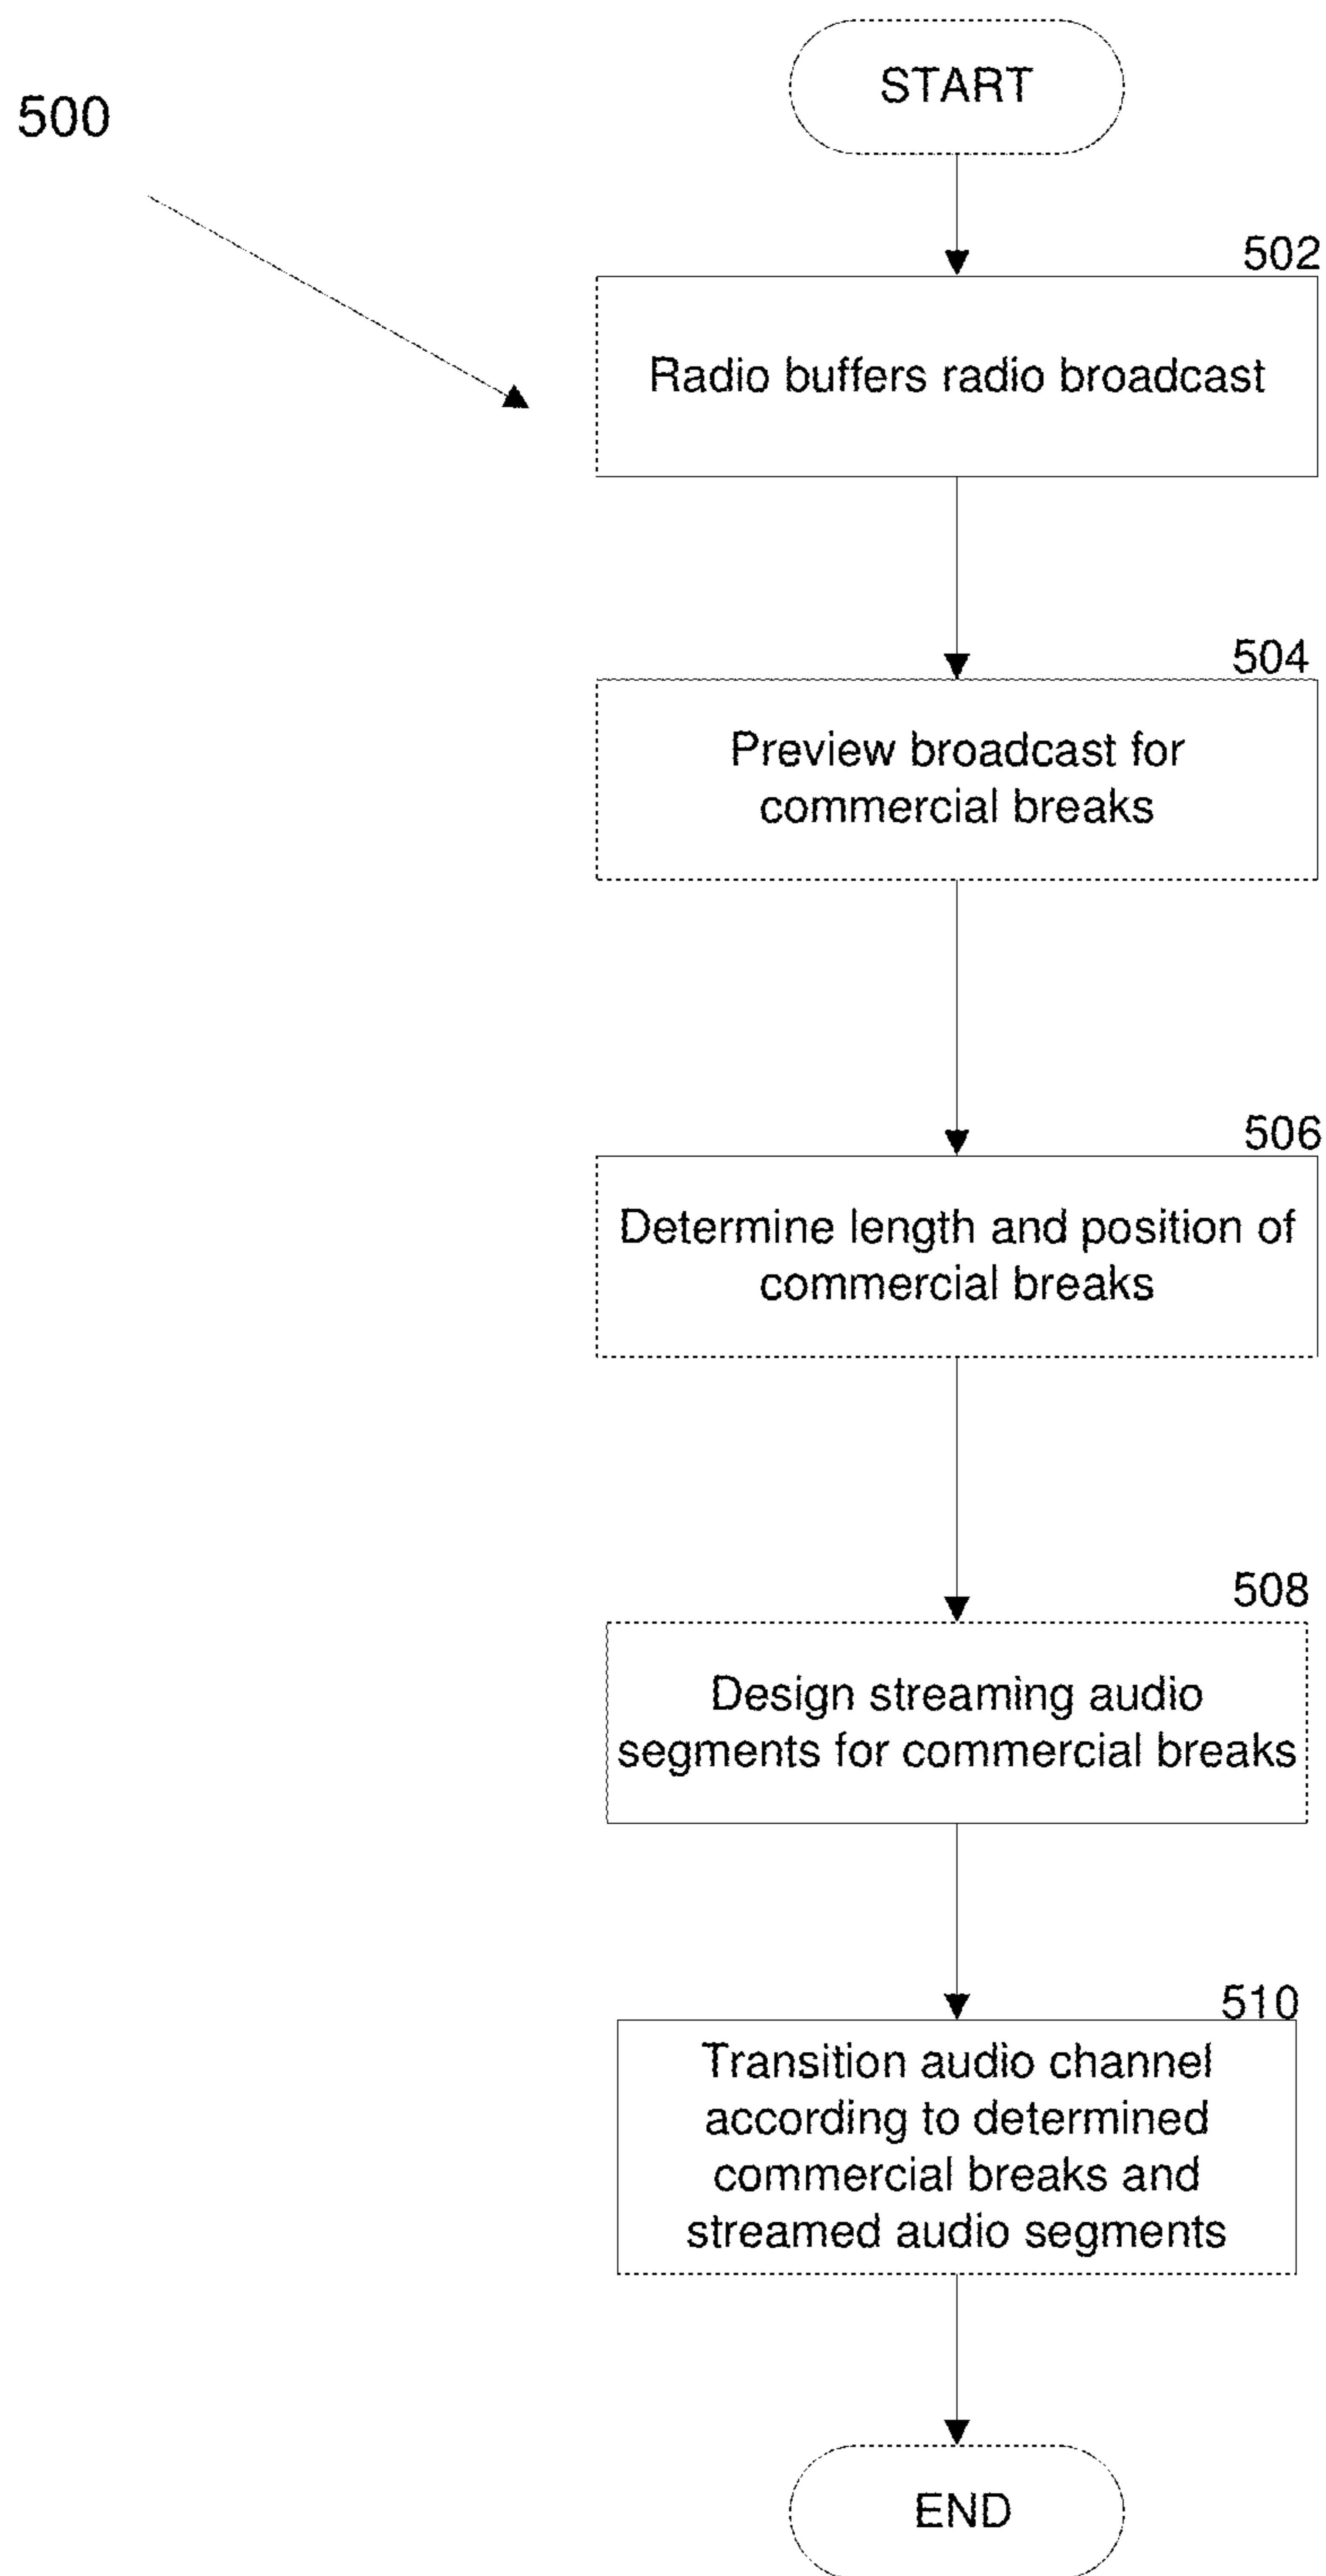 START
500
502
Radio buffers radio broadcast
504
Preview broadcast for
commercial breaks
506
Determine length and position of
commercial breaks
508
Design streaming audio
segments for commercial breaks
510
Transition audio channel
according to determined
commercial breaks and
streamed audio segments
END